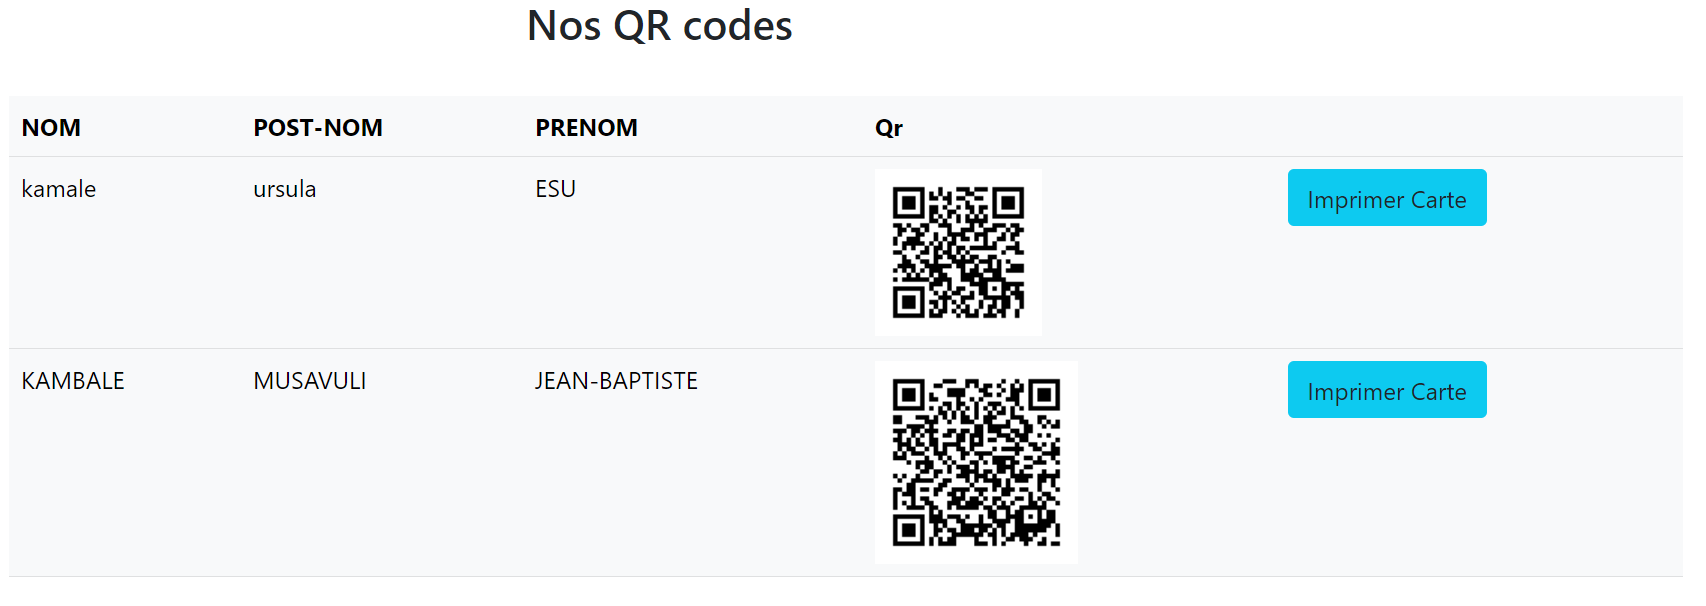 Nos QR codes
NOM POST-NOM PRENOM Qr
kamale ursula ESU Imprimer Carte
KAMBALE MUSAVULI JEAN-BAPTISTE Imprimer Carte